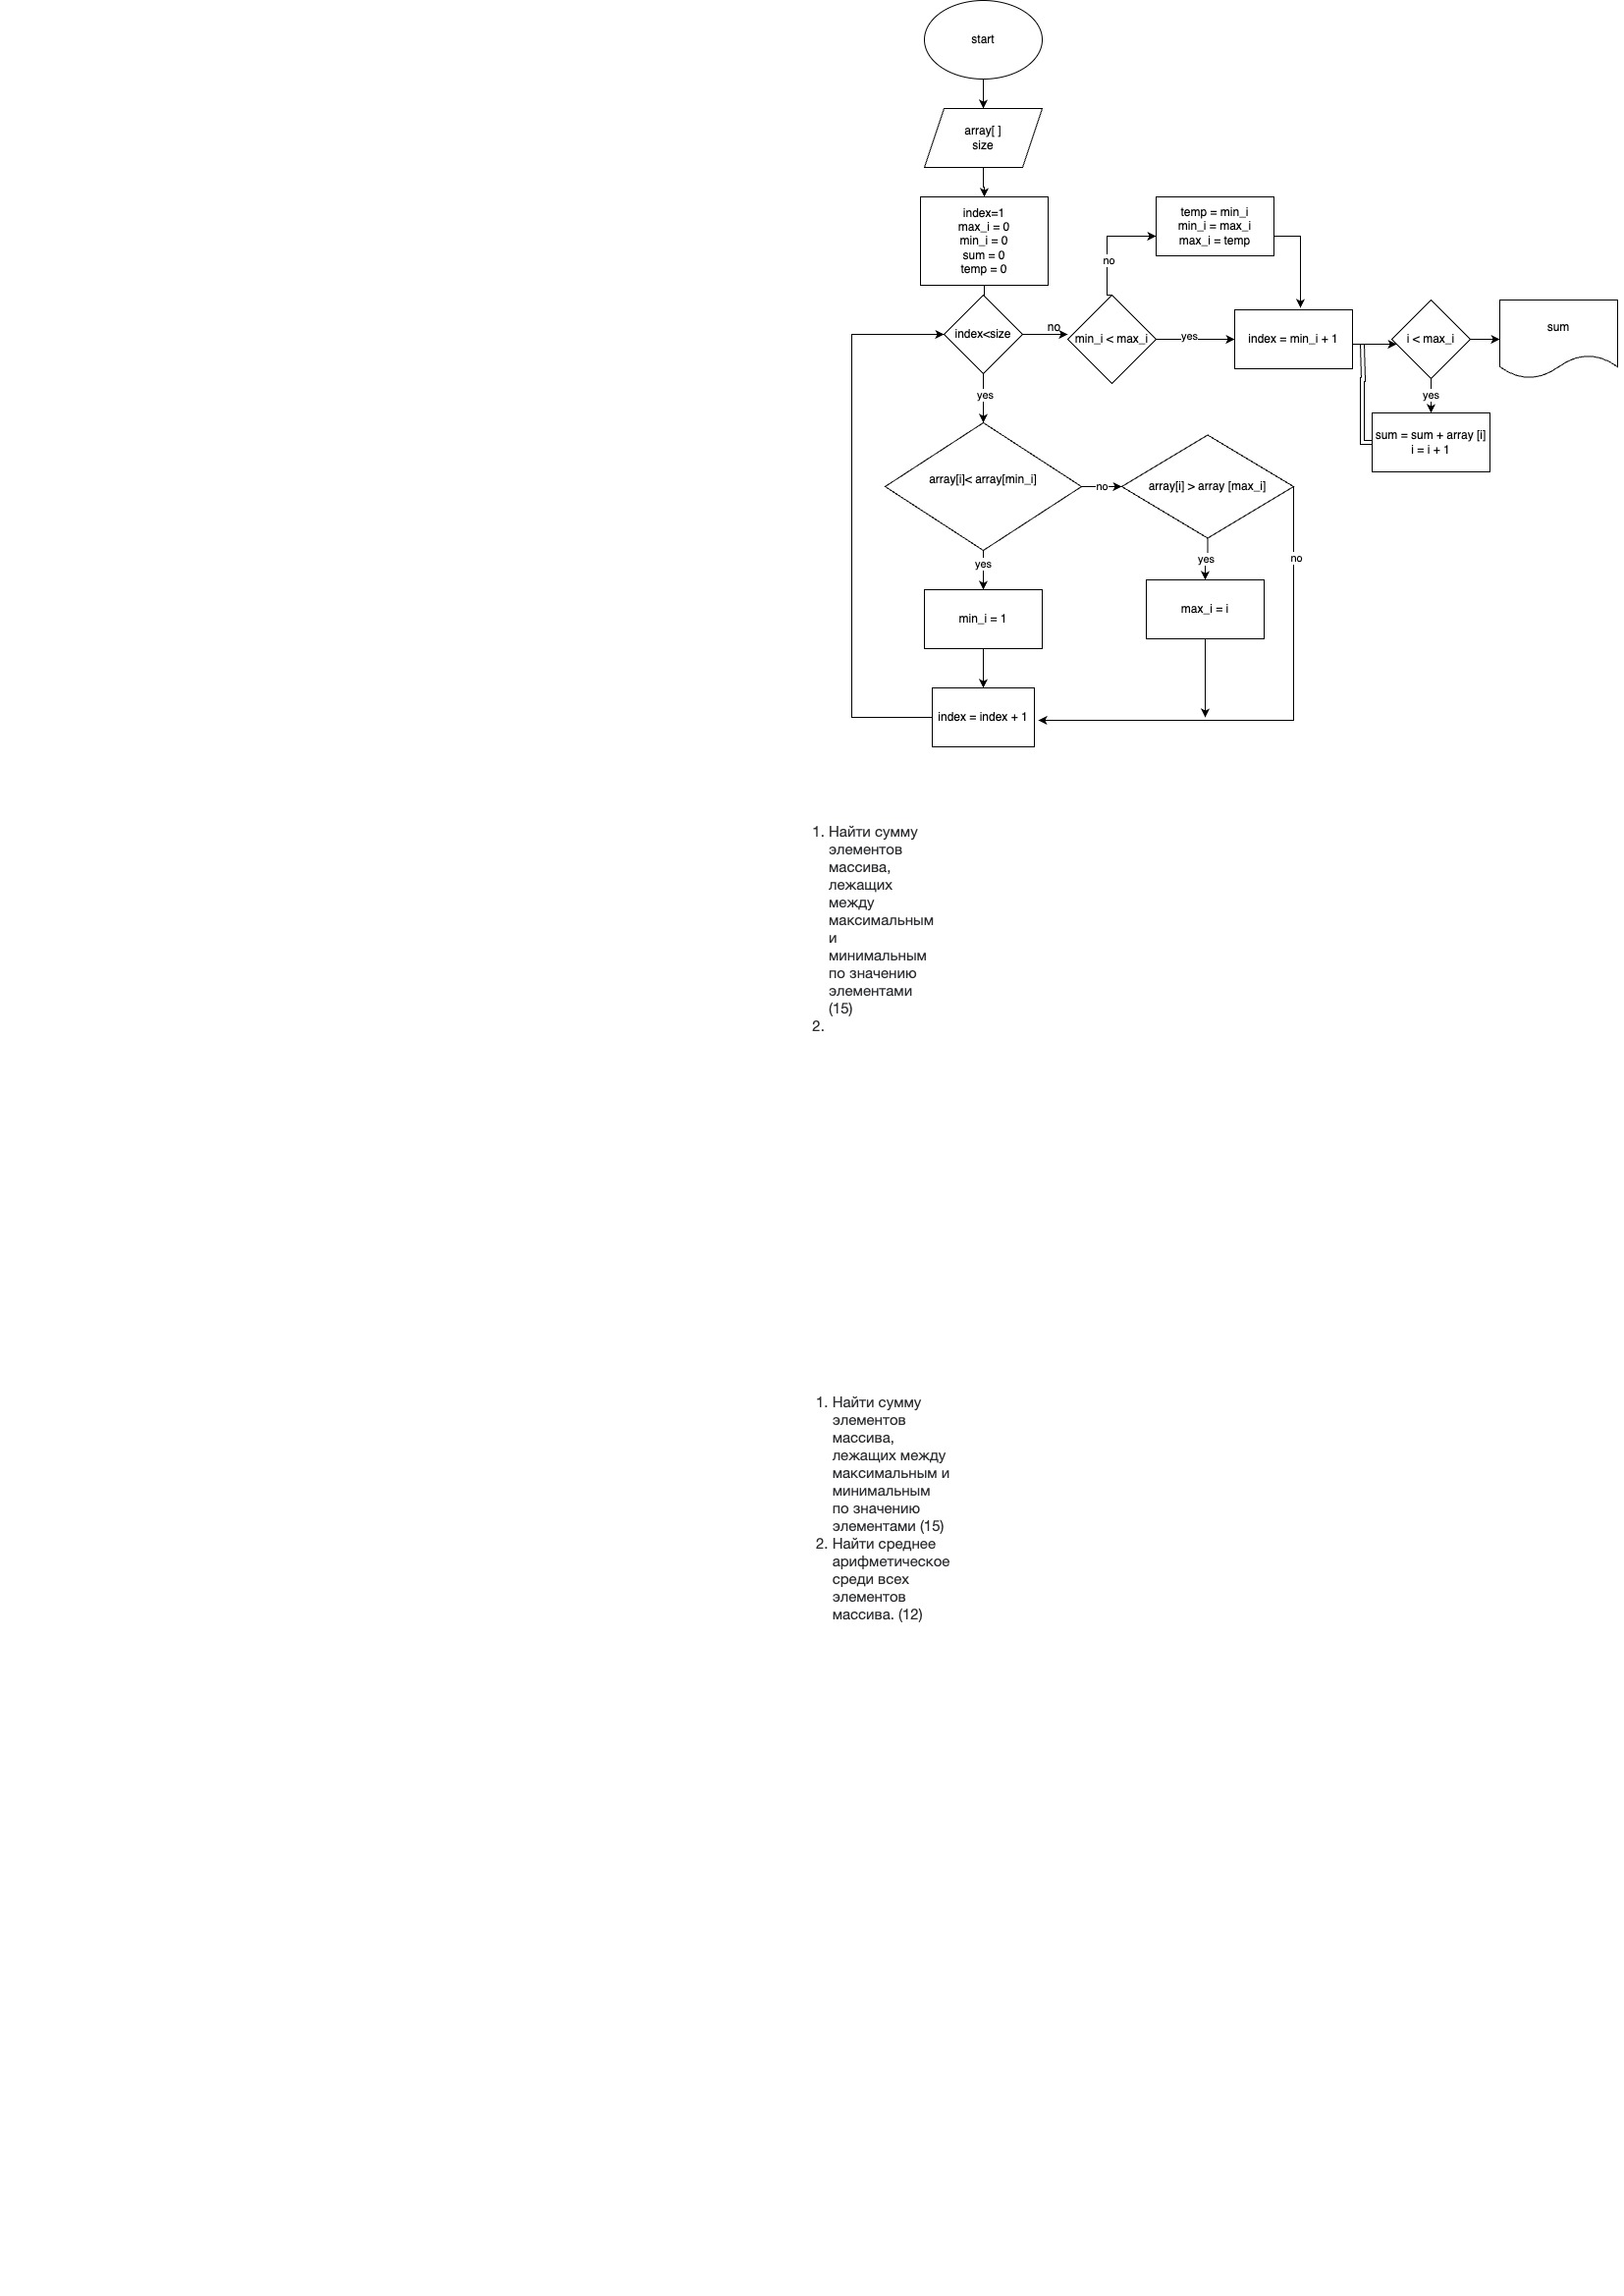 start
array[ ]
size
index=1
max_i = 0
min_i = 0
sum = 0
temp = 0
temp = min_i
min_i = max_i
max_i = temp
no
index<size
no
min_i < max_i
yes
index = min_i + 1
i < max_i
sum
yes
yes
sum = sum + array [i]
i = i + 1
array[i]< array[min_i]
no
array[i] > array [max_i]
yes
yes
no
min_i = 1
max_i = i
index = index + 1
1. Найти сумму
элементов
массива,
лежащих
между
максимальным
и
минимальным
по значению
элементами
(15)
2.
1. Найти сумму
элементов
массива,
лежащих между
максимальным и
минимальным
по значению
элементами (15)
2. Найти среднее
арифметическое
среди всех
элементов
массива. (12)